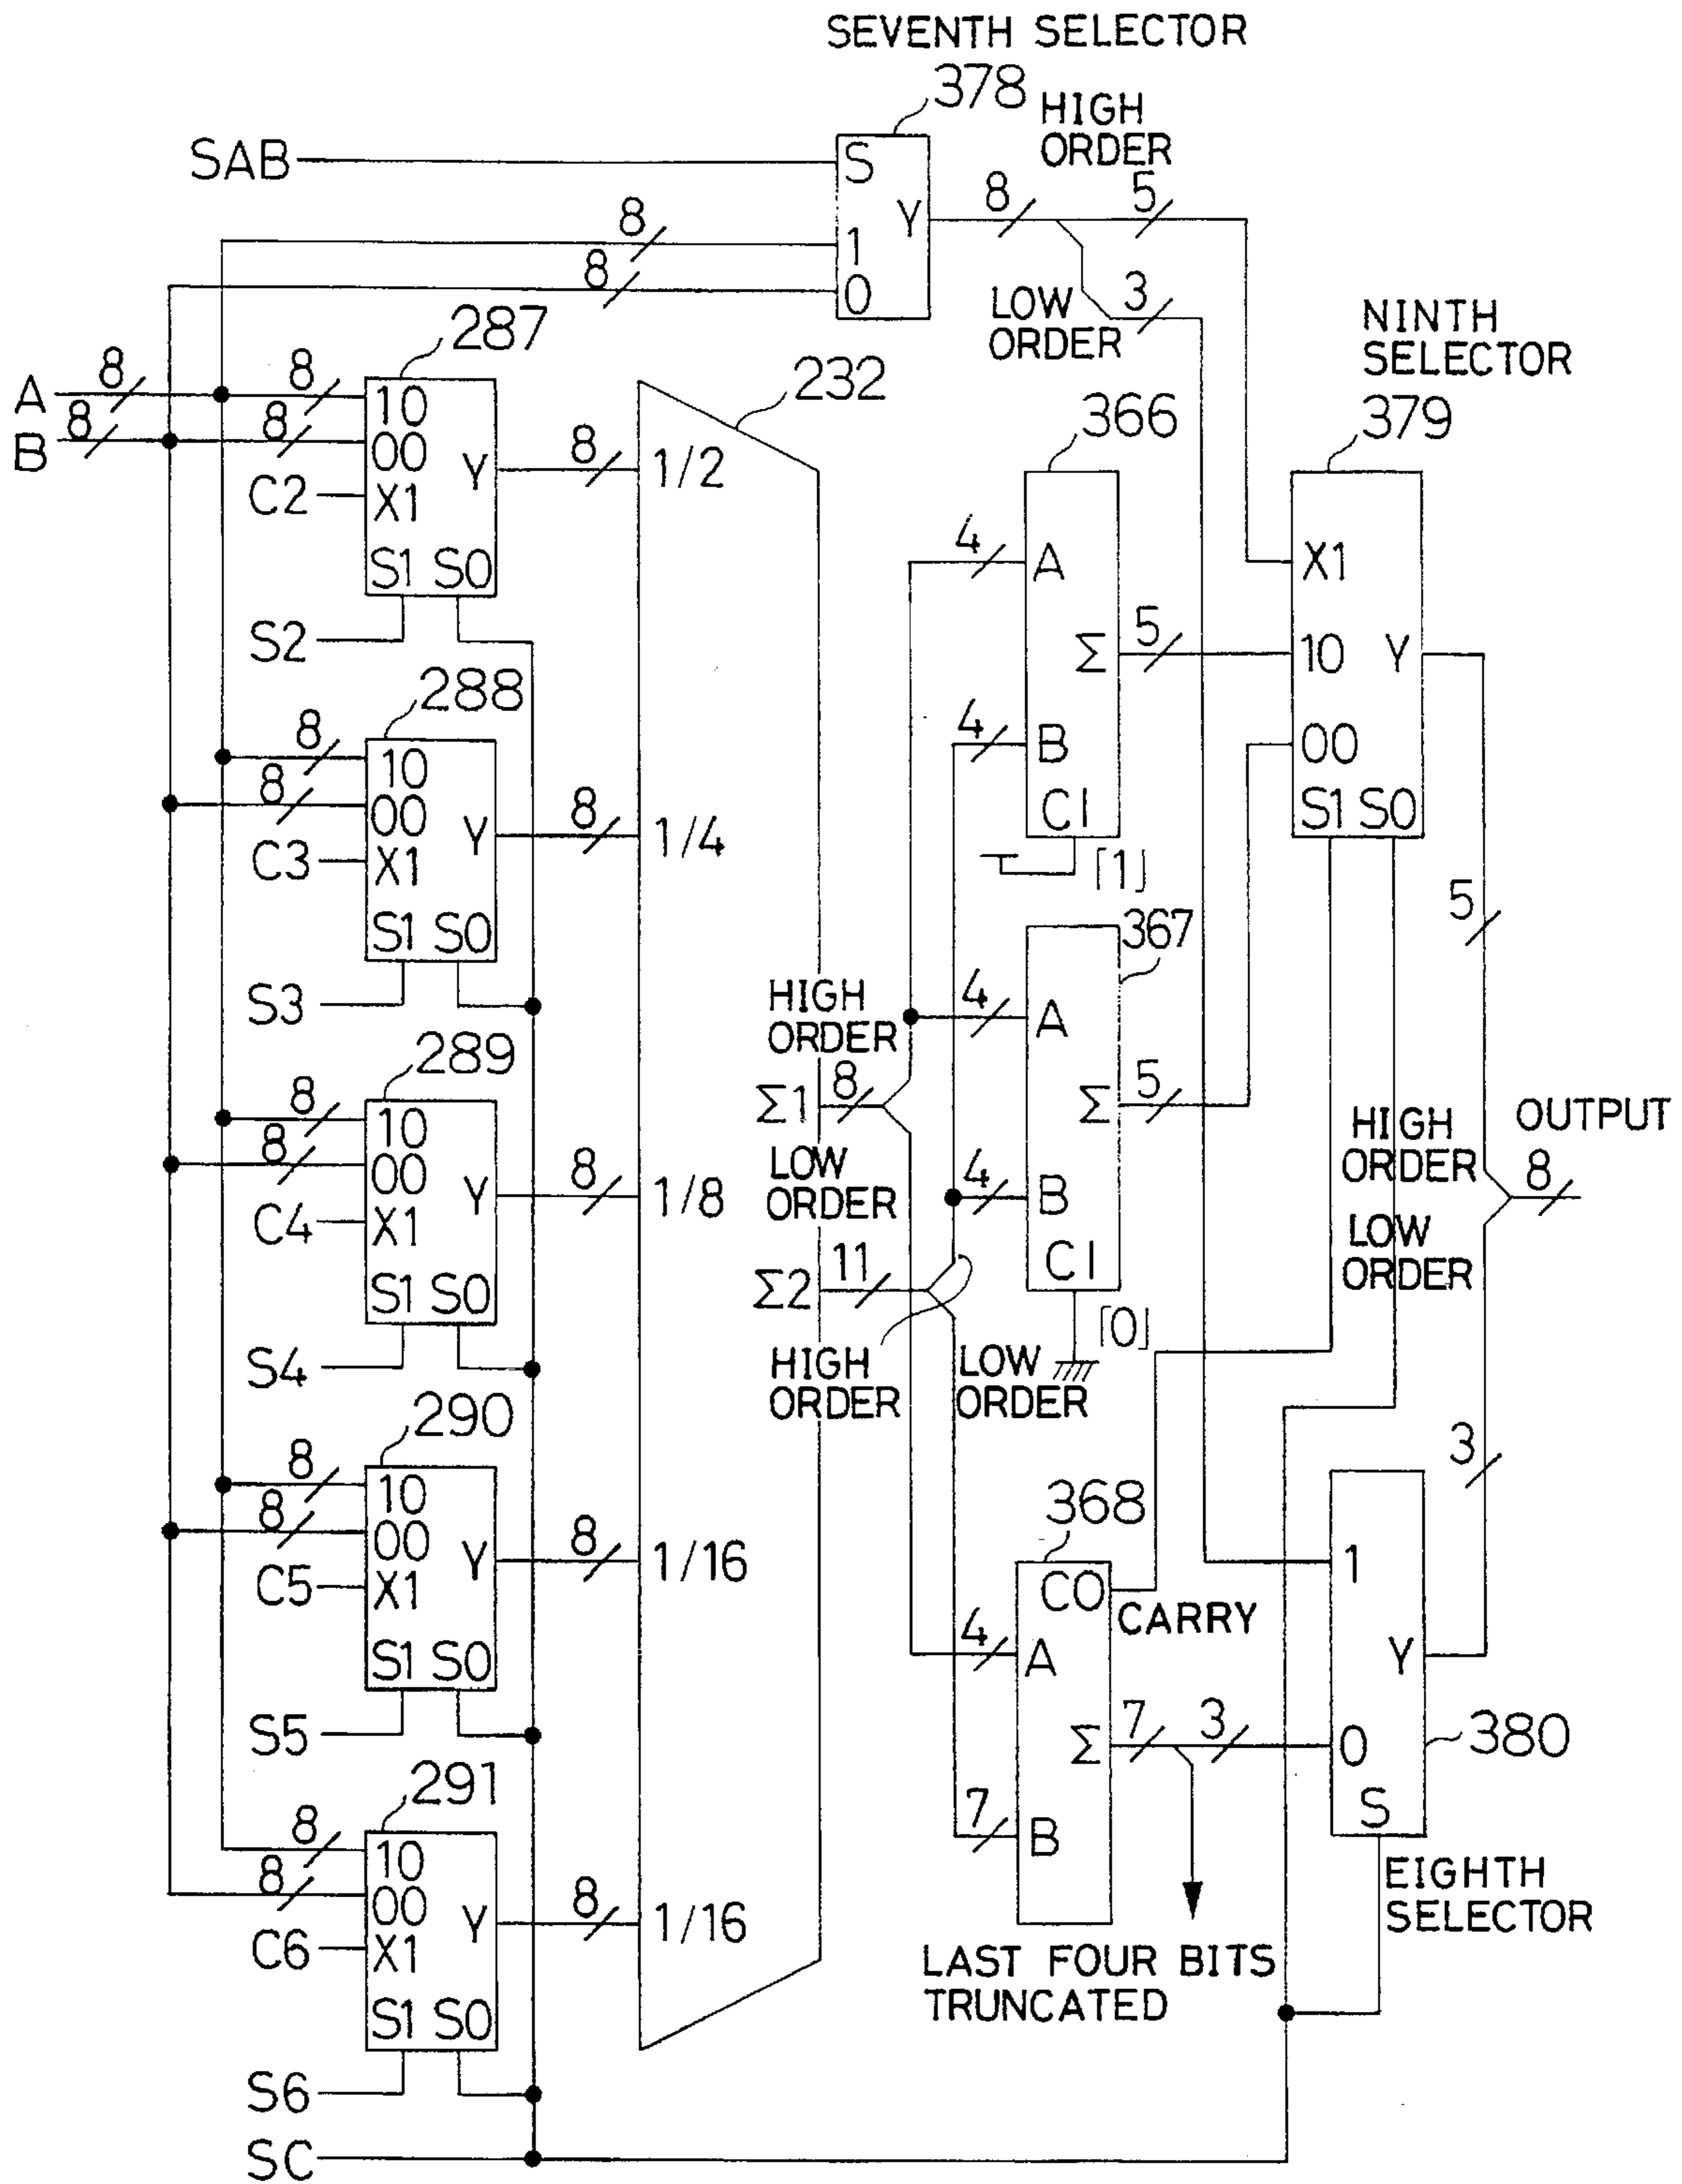 SEVENTH SELECTOR
378
HIGH
ORDER
SAB
S
Y
1
0
8
5
8
8
3
LOW
ORDER
NINTH
SELECTOR
379
287
A
8
8
10
B
8
8
00
C2
X1
Y
8
1/2
S1 S0
S2
232
366
4
A
Σ
5
4
B
CI
⌈1⌋
X1
10
Y
00
S1 S0
5
288
8
10
8
00
C3
X1
Y
8
1/4
S1 S0
S3
367
HIGH
ORDER
4
A
Σ1
8
Σ
5
LOW
ORDER
4
B
CI
⌈0⌋
Σ2
11
HIGH
ORDER
LOW
ORDER
HIGH
ORDER
OUTPUT
8
LOW
ORDER
289
8
10
8
00
C4
X1
Y
8
1/8
S1 S0
S4
290
8
10
8
00
C5
X1
Y
8
1/16
S1 S0
S5
368
CO
CARRY
4
A
Σ
7
3
7
B
LAST FOUR BITS
TRUNCATED
3
1
Y
0
380
S
EIGHTH
SELECTOR
291
8
10
8
00
C6
X1
Y
8
1/16
S1 S0
S6
SC